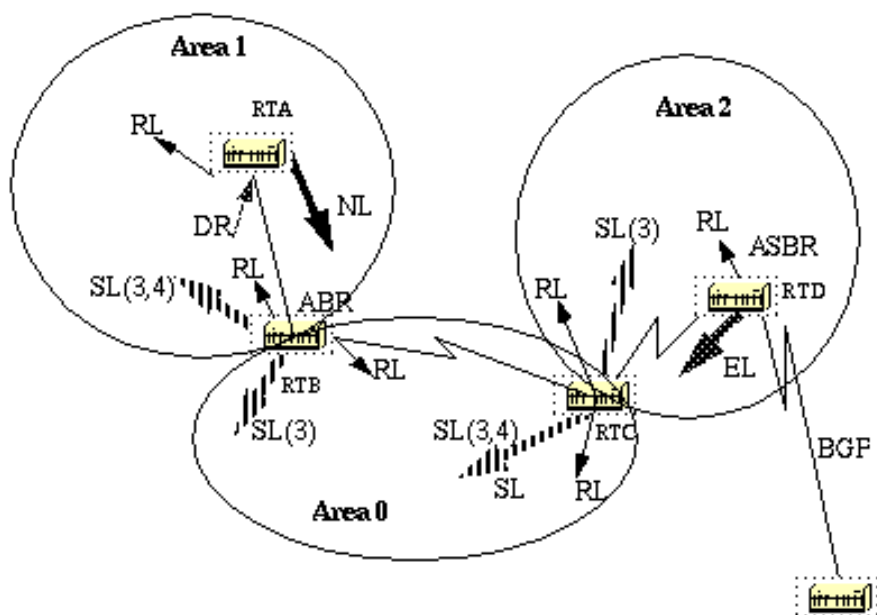 Area 1
RTA
RL
NL
DR
RL
SL(3,4)
ABR
RTB
RL
SL(3)
Area 0
Area 2
SL(3)
RL
ASBR
RTD
RL
EL
RTC
SL(3,4)
SL
RL
BGP